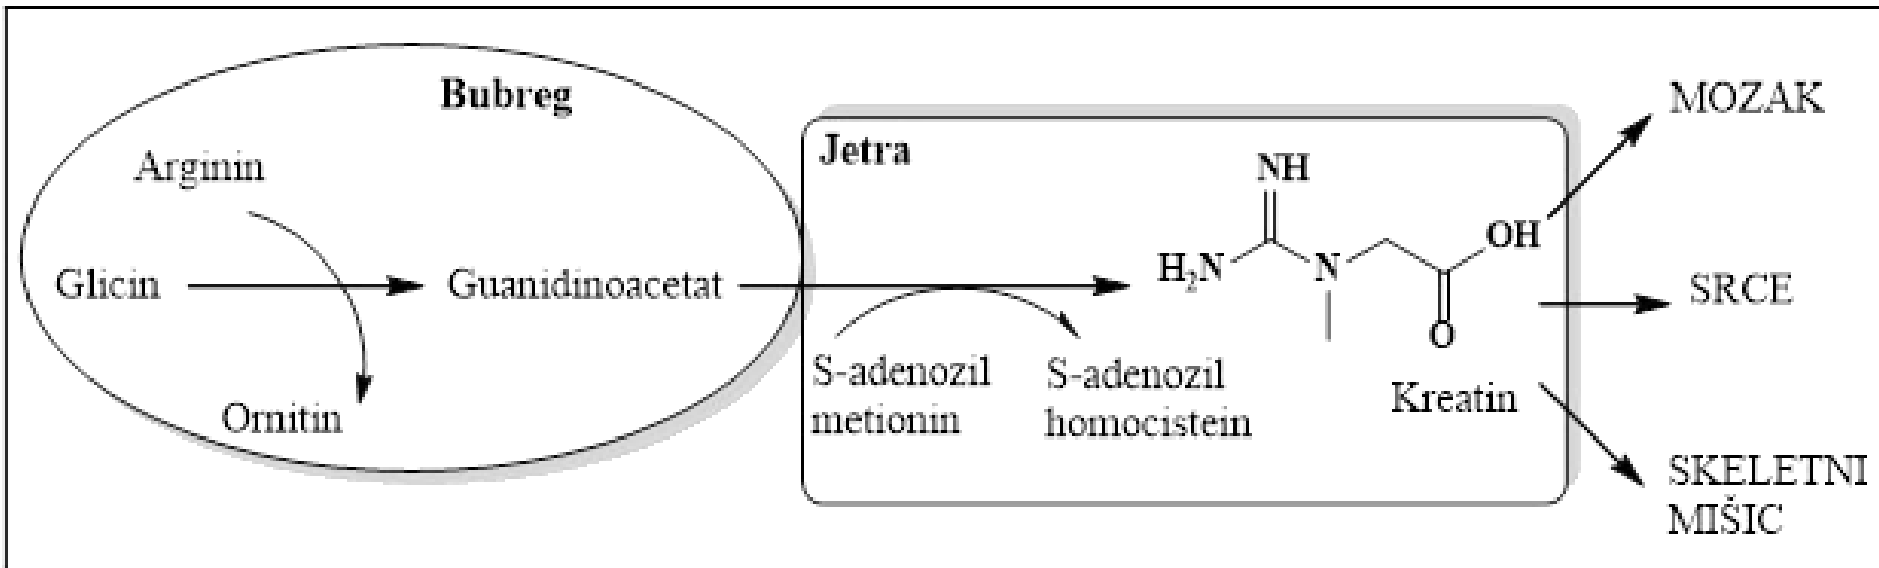 Bubreg
Arginin
Glicin
Guanidinoacetat
Ornitin
Jetra
S-adenozil
metionin
S-adenozil
homocistein
NH
H₂N
N
OH
O
Kreatin
MOZAK
SRCE
SKELETNI
MIŠIC